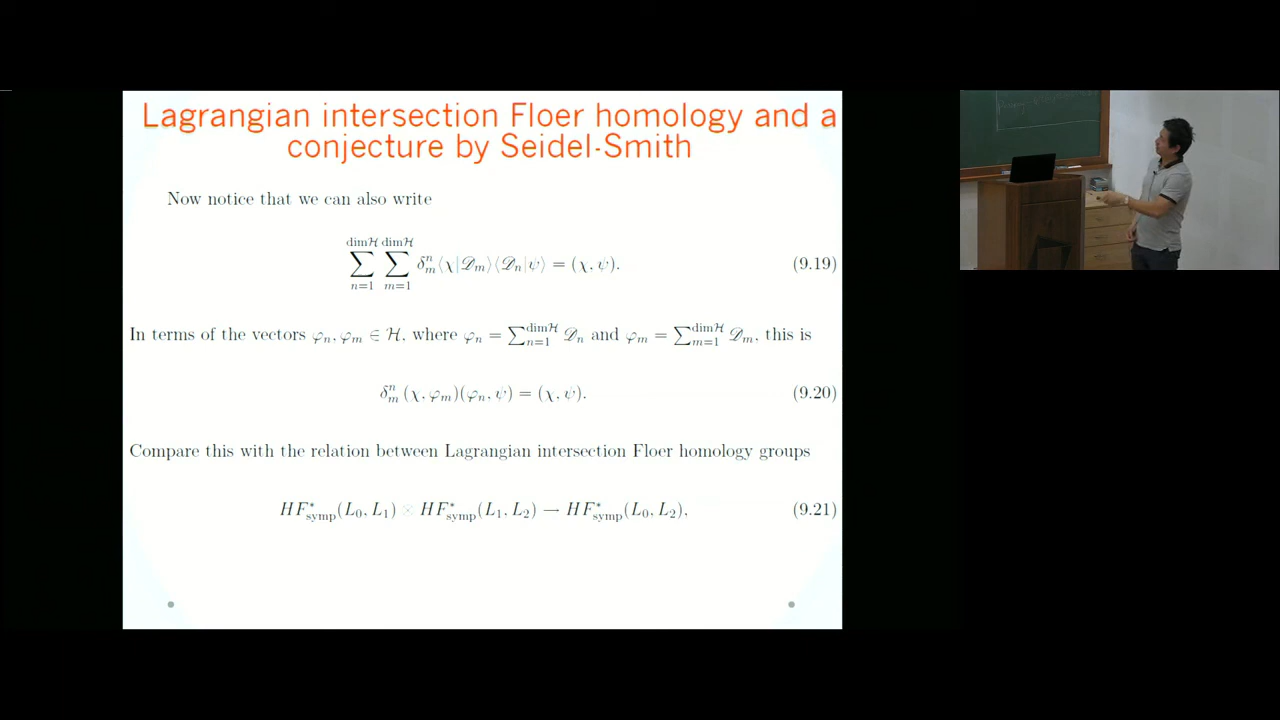 Lagrangian intersection Floer homology and a
conjecture by Seidel-Smith
Now notice that we can also write
∑_{n=1}^{dimℋ} ∑_{m=1}^{dimℋ} δ^n_m⟨χ|𝒟_m⟩⟨𝒟_n|ψ⟩ = (χ, ψ). (9.19)
In terms of the vectors φ_n, φ_m ∈ ℋ, where φ_n = ∑_{n=1}^{dimℋ} 𝒟_n and φ_m = ∑_{m=1}^{dimℋ} 𝒟_m, this is
δ^n_m (χ, φ_m)(φ_n, ψ) = (χ, ψ). (9.20)
Compare this with the relation between Lagrangian intersection Floer homology groups
HF*_symp(L_0, L_1) ⊗ HF*_symp(L_1, L_2) → HF*_symp(L_0, L_2), (9.21)